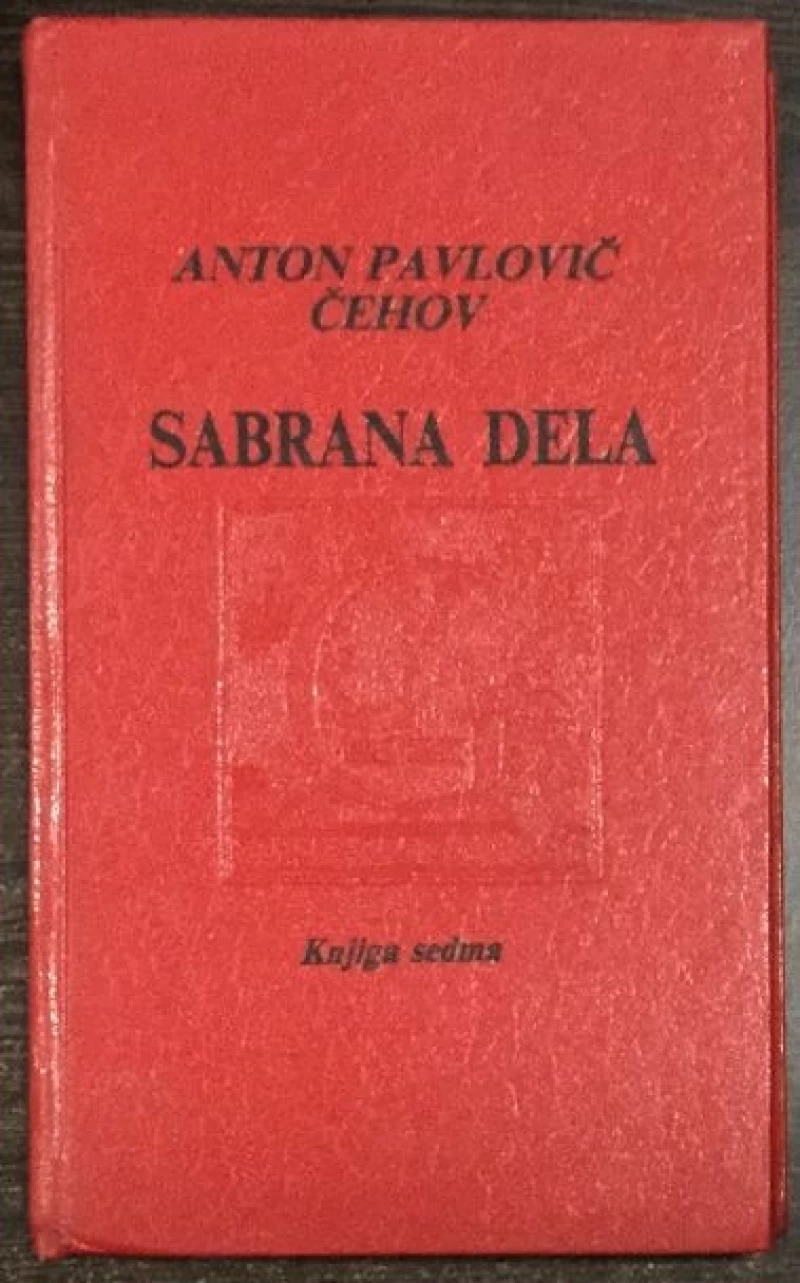 ANTON PAVLOVIČ
ČEHOV
SABRANA DELA
Knjiga sedma